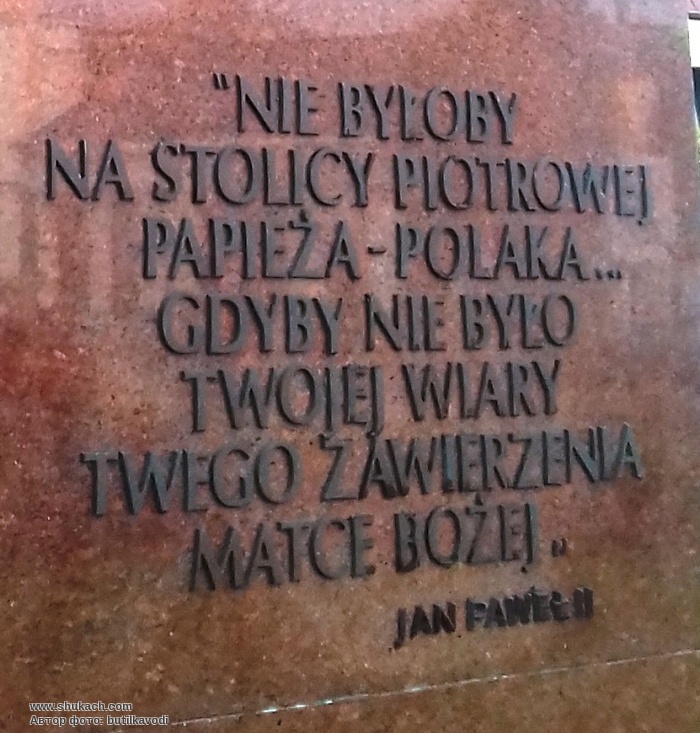 "NIE BYŁOBY
NA STOLICY PIOTROWEJ
PAPIEŻA-POLAKA...
GDYBY NIE BYŁO
TWOJEJ WIARY
TWEGO ZAWIERZENIA
MATCE BOŻEJ „
JAN PAWEŁ II
www.shukach.com
Автор фото: butilkavodi